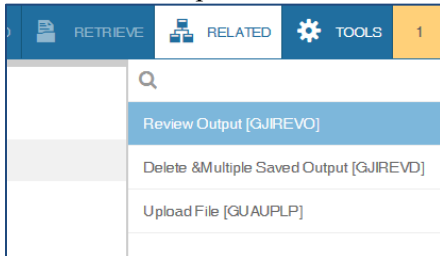 RETRIEVE RELATED TOOLS 1
Review Output [GJIREVO]
Delete &Multiple Saved Output [GJIREVD]
Upload File [GUAUPLP]